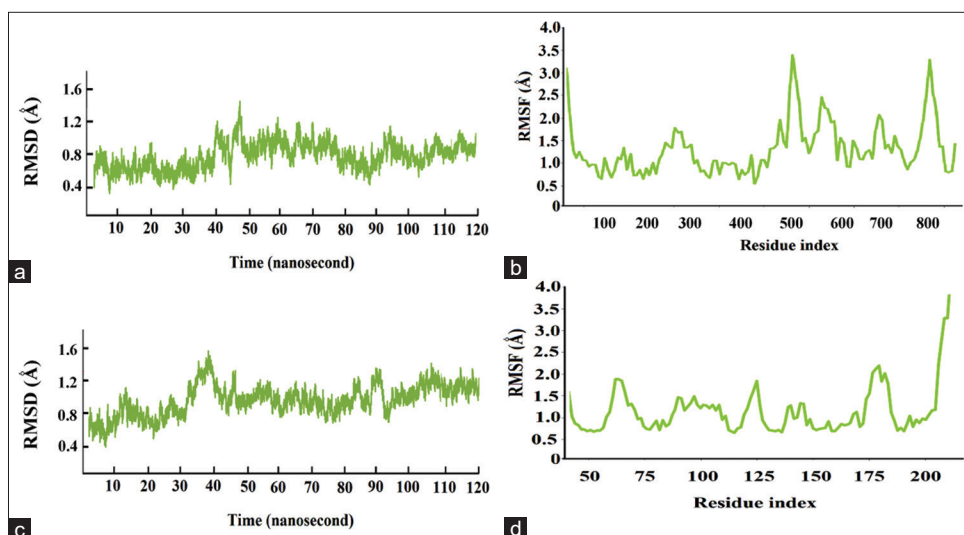 RMSD (Å)
1.6
1.2
0.8
0.4
10 20 30 40 50 60 70 80 90 100 110 120
Time (nanosecond)
a
RMSF (Å)
4.0
3.5
3.0
2.5
2.0
1.5
1.0
0.5
0
100 200 300 400 500 600 700 800
Residue index
b
RMSD (Å)
1.6
1.2
0.8
0.4
10 20 30 40 50 60 70 80 90 100 110 120
Time (nanosecond)
c
RMSF (Å)
4.0
3.5
3.0
2.5
2.0
1.5
1.0
0.5
0
50 75 100 125 150 175 200
Residue index
d